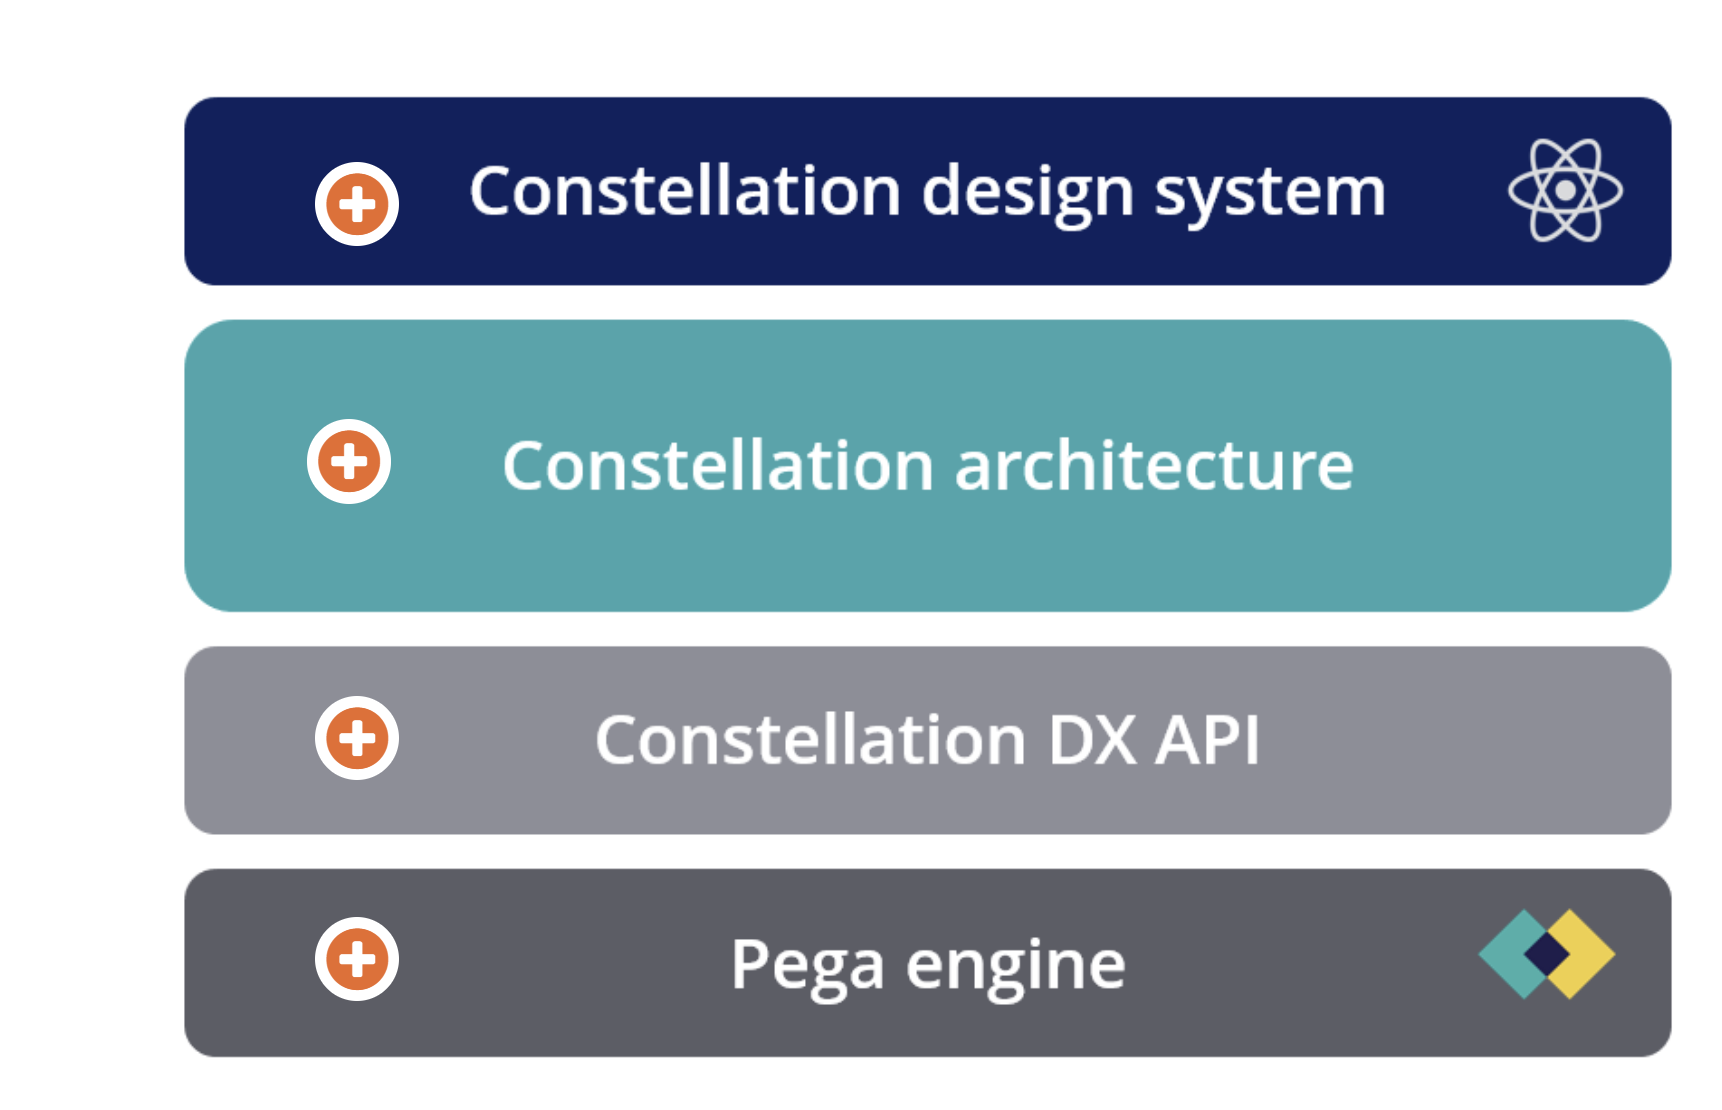 Constellation design system
Constellation architecture
Constellation DX API
Pega engine